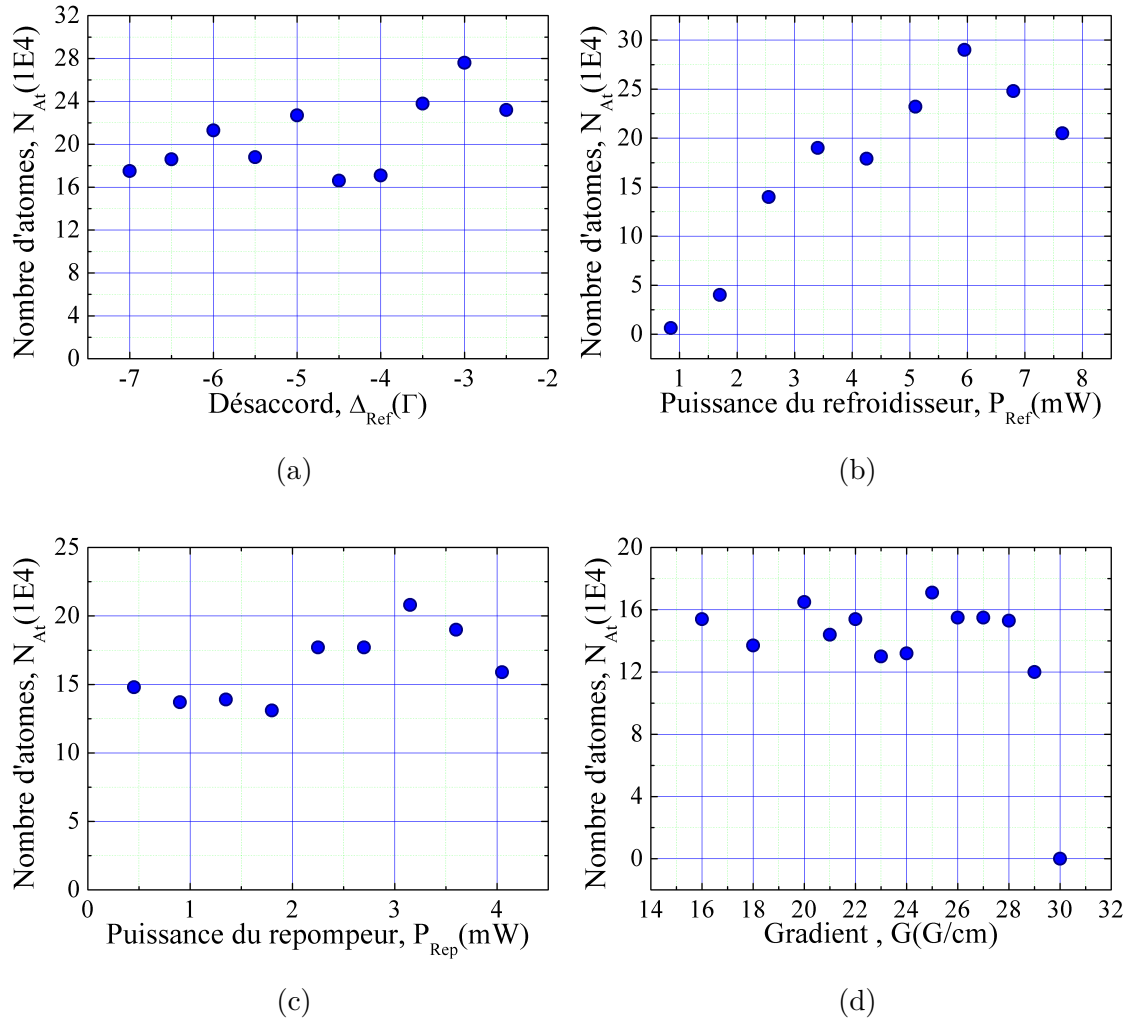 32
28
24
20
16
12
8
4
0
Nombre d'atomes, N_At(1E4)
-7 -6 -5 -4 -3 -2
Désaccord, Δ_Ref(Γ)
(a)
30
25
20
15
10
5
0
Nombre d'atomes, N_At(1E4)
1 2 3 4 5 6 7 8
Puissance du refroidisseur, P_Ref(mW)
(b)
25
20
15
10
5
0
Nombre d'atomes, N_At(1E4)
0 1 2 3 4
Puissance du repompeur, P_Rep(mW)
(c)
20
16
12
8
4
0
Nombre d'atomes, N_At(1E4)
14 16 18 20 22 24 26 28 30 32
Gradient , G(G/cm)
(d)